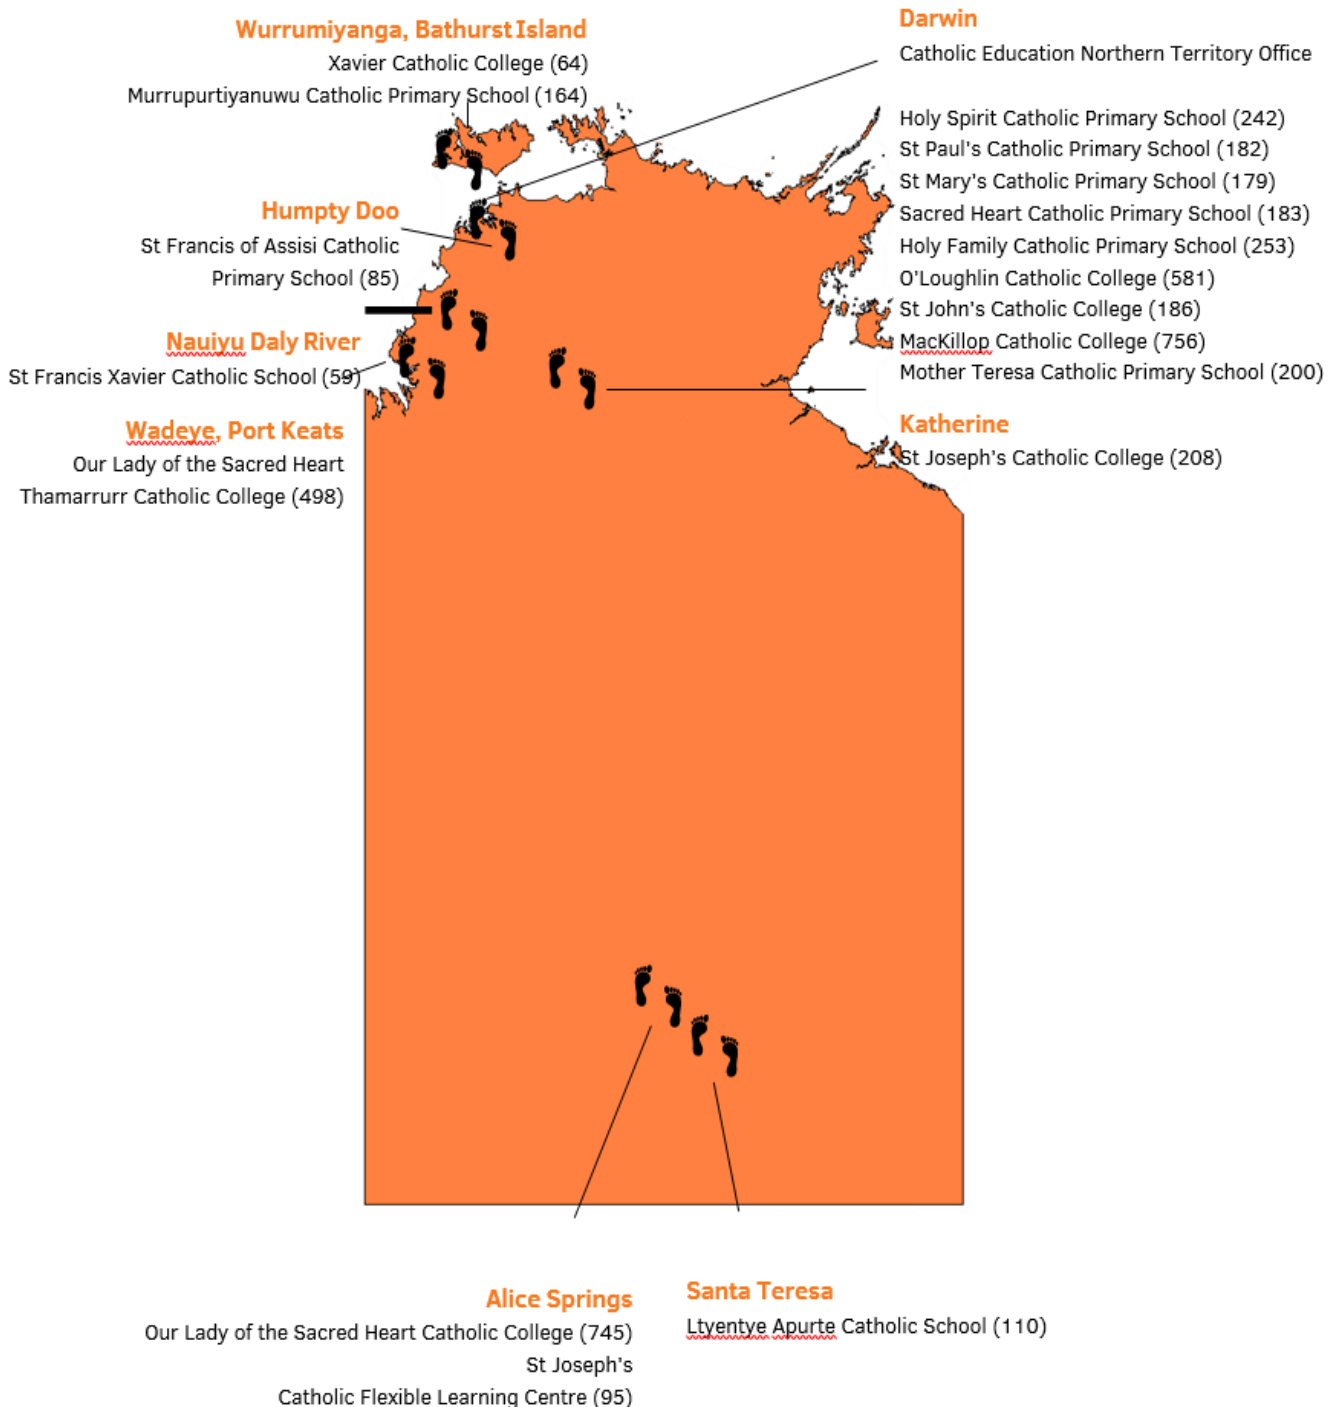 Wurrumiyanga, Bathurst Island
Xavier Catholic College (64)
Murrupurtiyanuwu Catholic Primary School (164)
Darwin
Catholic Education Northern Territory Office
Holy Spirit Catholic Primary School (242)
St Paul's Catholic Primary School (182)
St Mary's Catholic Primary School (179)
Sacred Heart Catholic Primary School (183)
Holy Family Catholic Primary School (253)
O'Loughlin Catholic College (581)
St John's Catholic College (186)
MacKillop Catholic College (756)
Mother Teresa Catholic Primary School (200)
Humpty Doo
St Francis of Assisi Catholic
Primary School (85)
Nauiyu Daly River
St Francis Xavier Catholic School (59)
Wadeye, Port Keats
Our Lady of the Sacred Heart
Thamarrurr Catholic College (498)
Katherine
St Joseph's Catholic College (208)
Alice Springs
Our Lady of the Sacred Heart Catholic College (745)
St Joseph's
Catholic Flexible Learning Centre (95)
Santa Teresa
Ltyentye Apurte Catholic School (110)